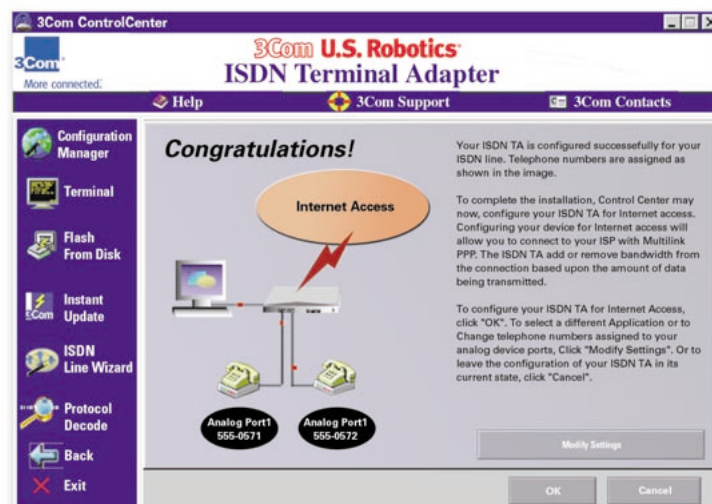 3Com ControlCenter
3Com
More connected.
3Com U.S. Robotics
ISDN Terminal Adapter
Help
3Com Support
3Com Contacts
Configuration
Manager
Terminal
Flash
From Disk
Instant
Update
3Com
ISDN
Line Wizard
Protocol
Decode
Back
Exit
Congratulations!
Internet Access
Analog Port1
555-0571
Analog Port1
555-0572
Your ISDN TA is configured successefully for your
ISDN line. Telephone numbers are assigned as
shown in the image.
To complete the installation, Control Center may
now, configure your ISDN TA for Internet access.
Configuring your device for Internet access will
allow you to connect to your ISP with Multilink
PPP. The ISDN TA add or remove bandwidth from
the connection based upon the amount of data
being transmitted.
To configure your ISDN TA for Internet Access,
click "OK". To select a different Application or to
Change telephone numbers assigned to your
analog device ports, Click "Modify Settings". Or to
leave the configuration of your ISDN TA in its
current state, click "Cancel".
Modify Settings
OK
Cancel